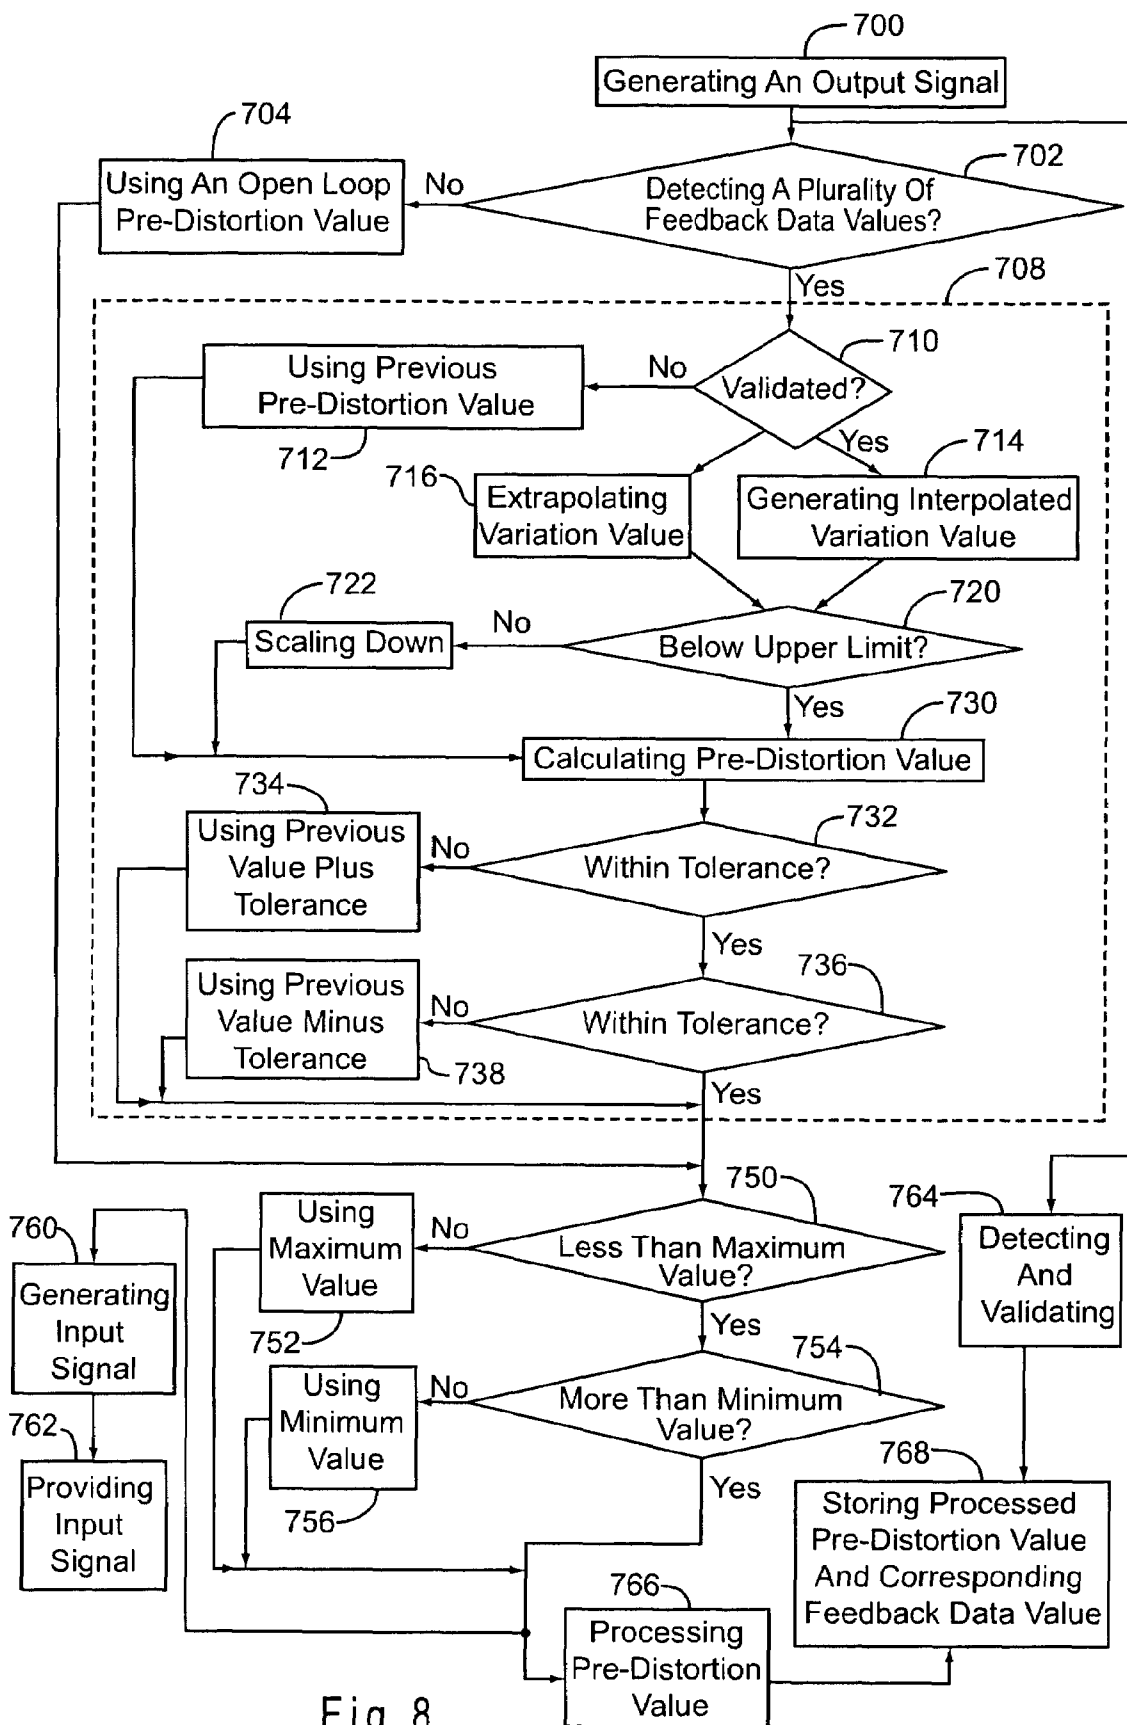 700
Generating An Output Signal
704
702
Using An Open Loop
Pre-Distortion Value
No
Detecting A Plurality Of
Feedback Data Values?
Yes
708
710
Using Previous
Pre-Distortion Value
No
Validated?
712
Yes
714
716
Extrapolating
Variation Value
Generating Interpolated
Variation Value
722
720
Scaling Down
No
Below Upper Limit?
Yes
730
Calculating Pre-Distortion Value
734
732
Using Previous
Value Plus
Tolerance
No
Within Tolerance?
Yes
736
Using Previous
Value Minus
Tolerance
No
Within Tolerance?
738
Yes
750
764
760
Using
Maximum
Value
No
Less Than Maximum
Value?
Detecting
And
Validating
Generating
Input
Signal
752
Yes
754
Using
Minimum
Value
No
More Than Minimum
Value?
762
768
Providing
Input
Signal
756
Yes
Storing Processed
Pre-Distortion Value
And Corresponding
Feedback Data Value
766
Processing
Pre-Distortion
Value
Fig 8